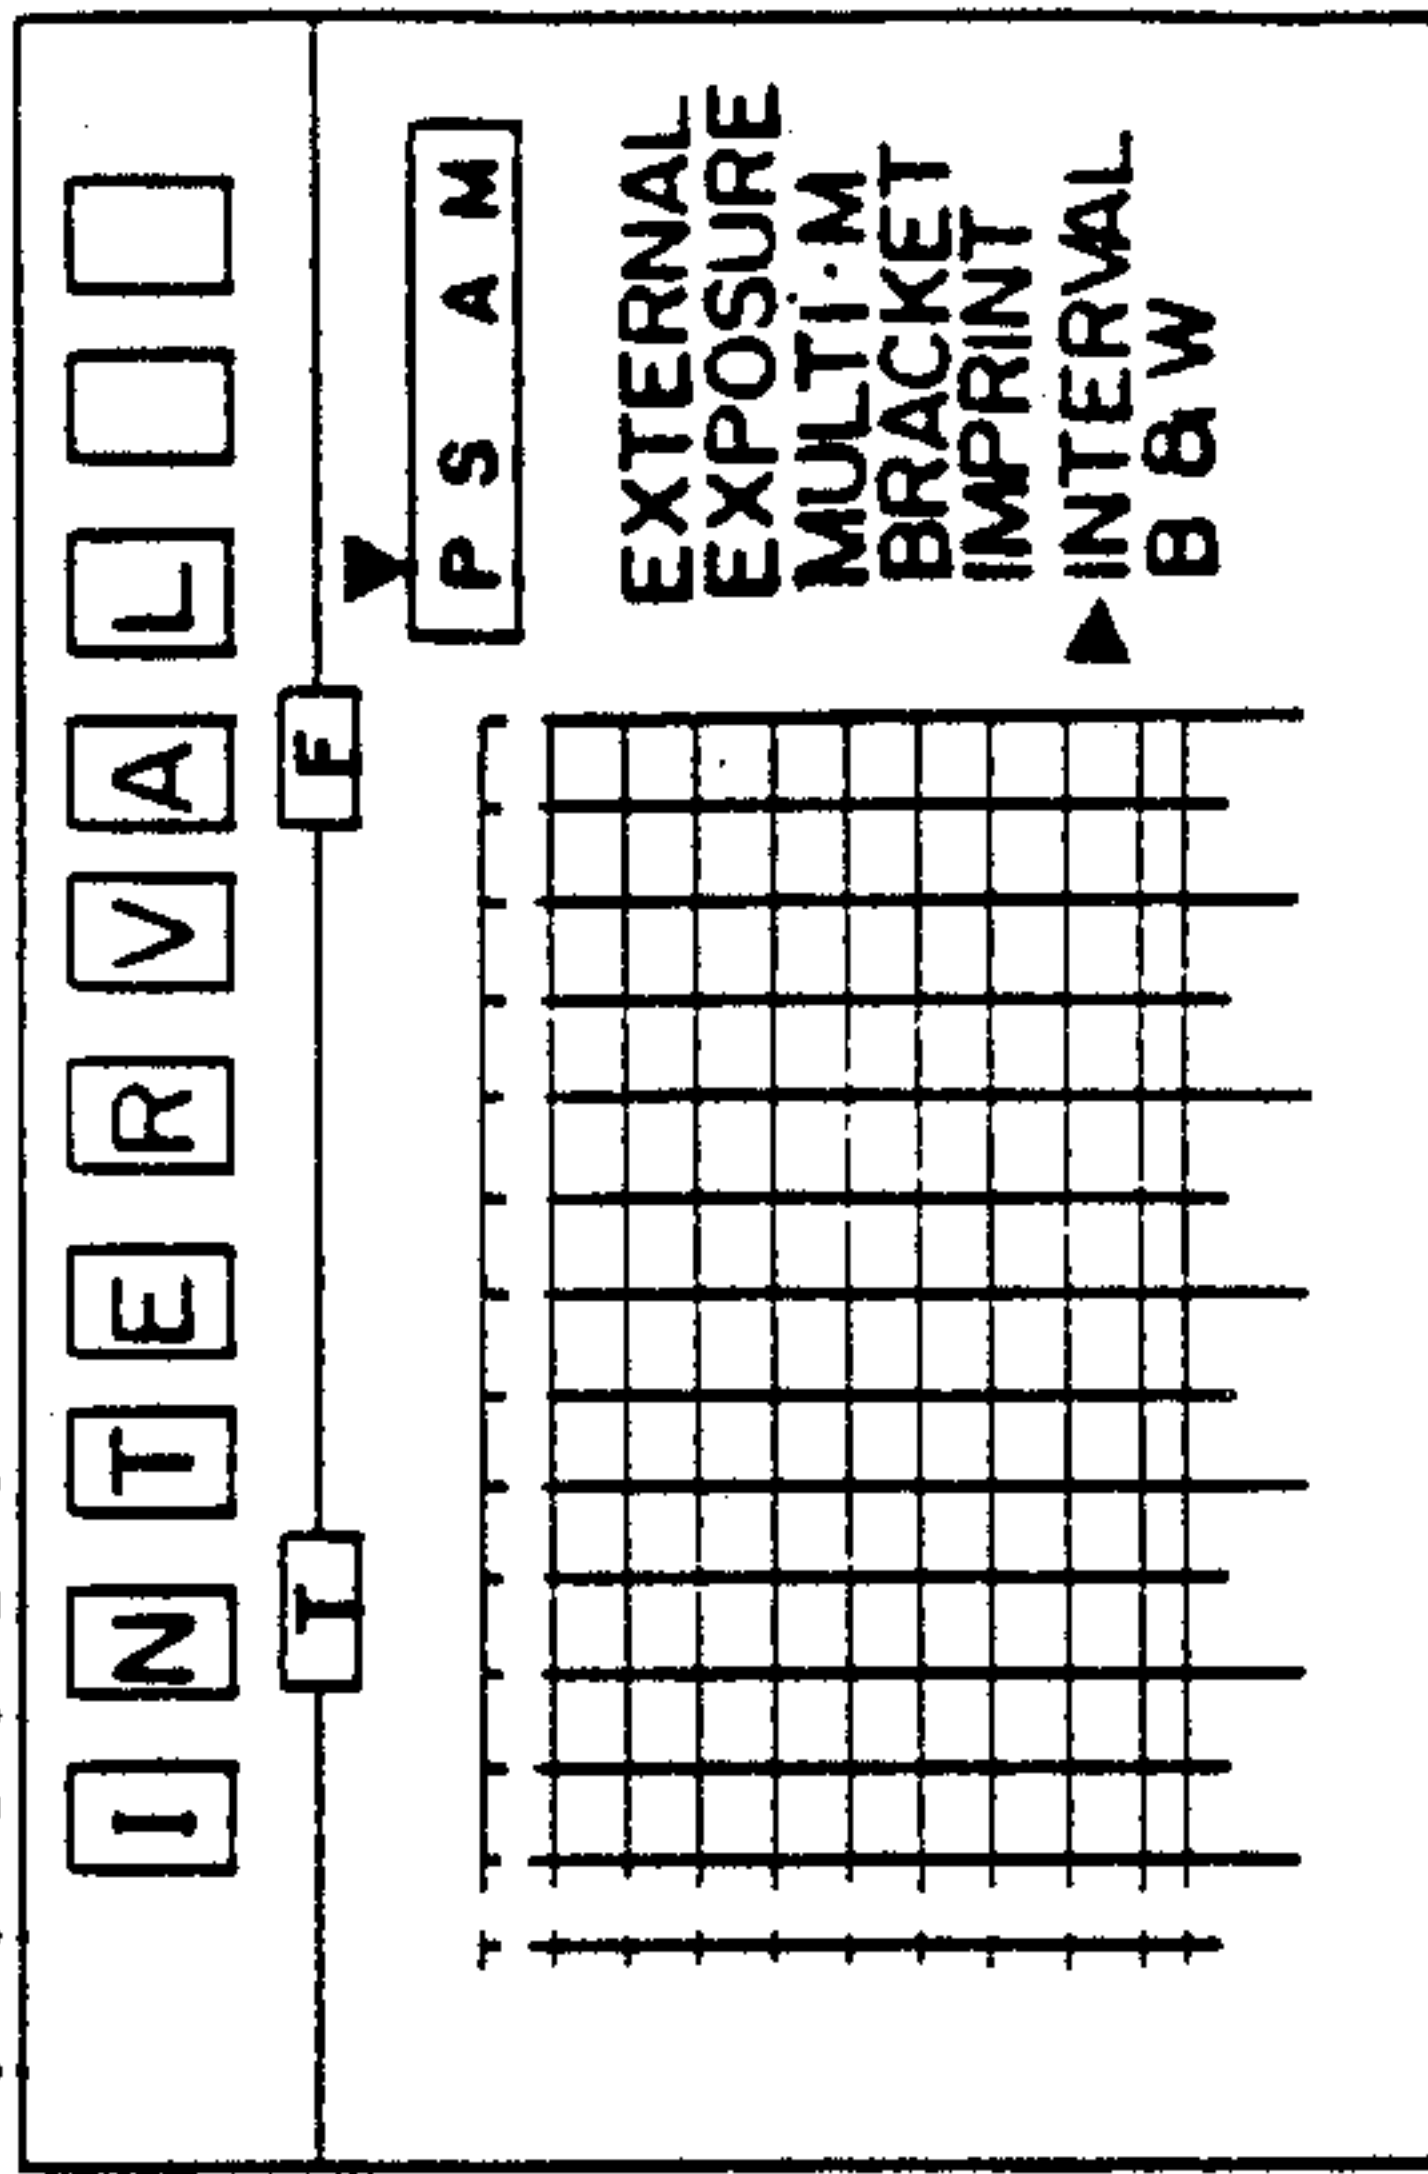 INTERVAL
T F
P S A M
EXTERNAL
EXPOSURE
MULTI·M
BRACKET
IMPRINT
INTERVAL
B & W